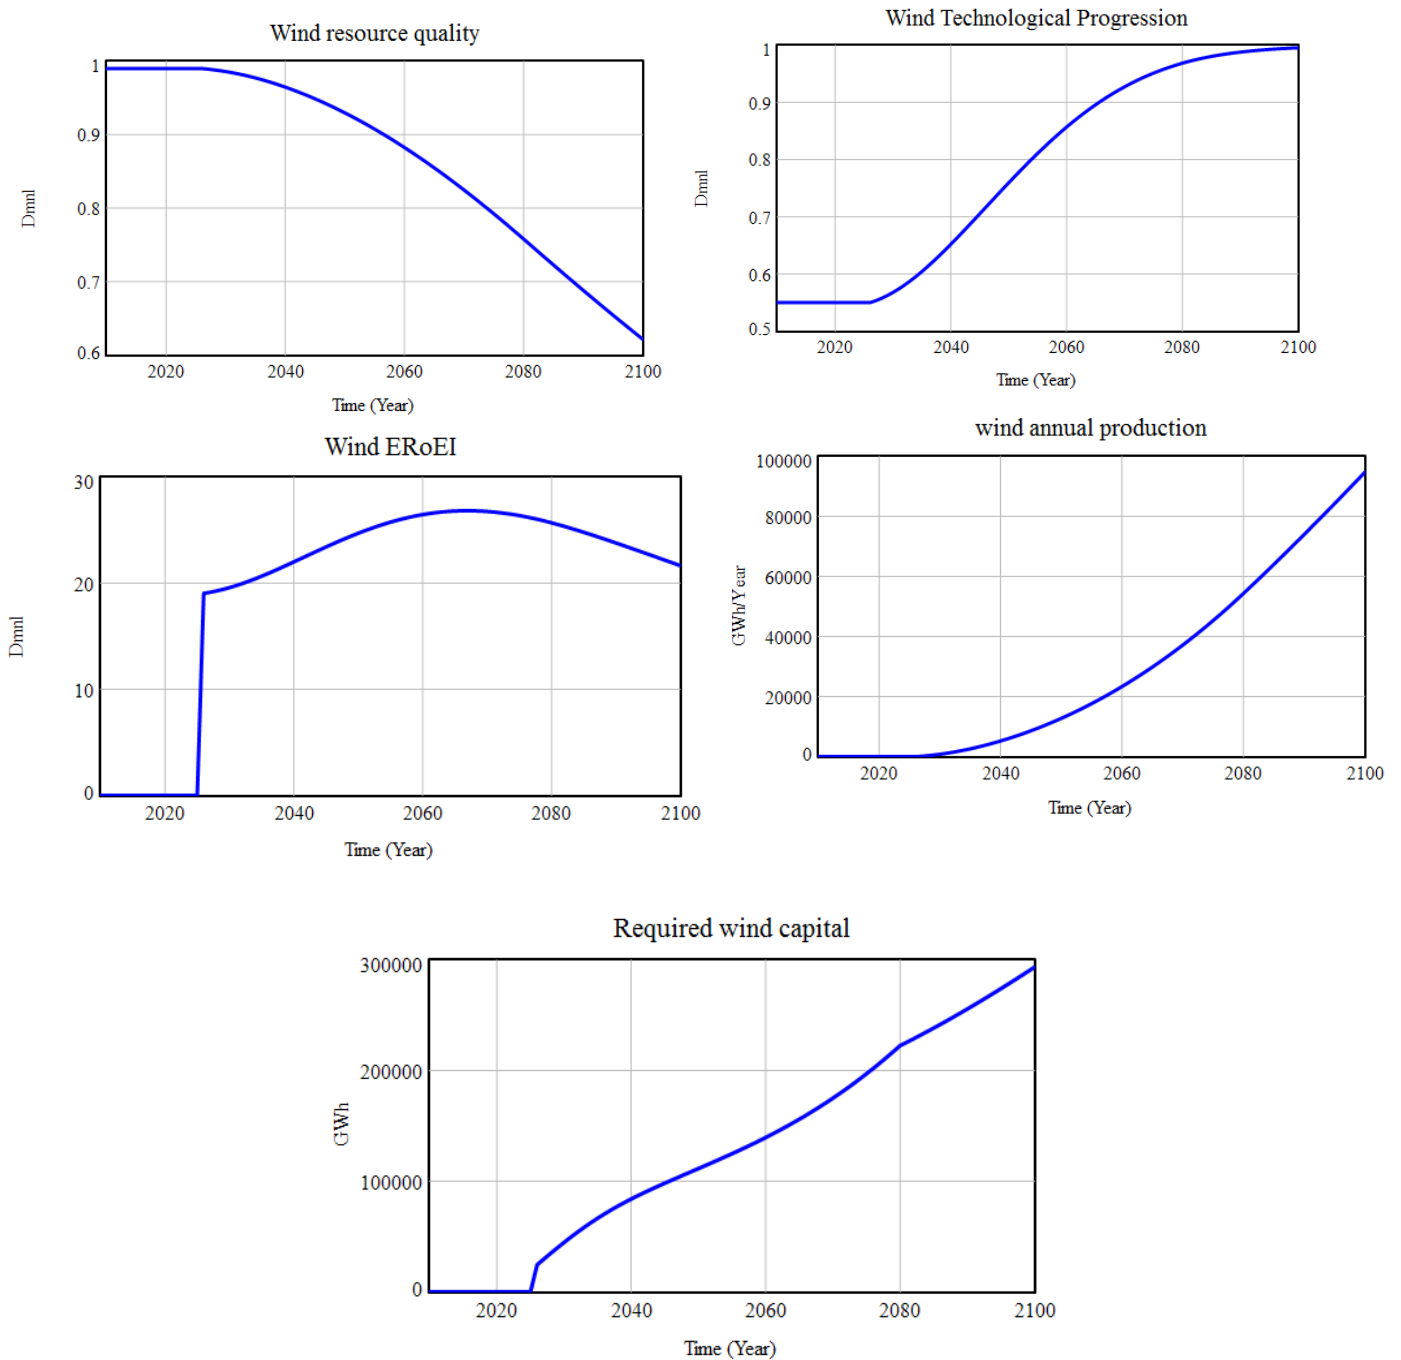 Wind resource quality
1
0.9
0.8
0.7
0.6
Dmnl
2020 2040 2060 2080 2100
Time (Year)
Wind Technological Progression
1
0.9
0.8
0.7
0.6
0.5
Dmnl
2020 2040 2060 2080 2100
Time (Year)
Wind ERoEI
30
20
10
0
Dmnl
2020 2040 2060 2080 2100
Time (Year)
wind annual production
100000
80000
60000
40000
20000
0
GWh/Year
2020 2040 2060 2080 2100
Time (Year)
Required wind capital
300000
200000
100000
0
GWh
2020 2040 2060 2080 2100
Time (Year)